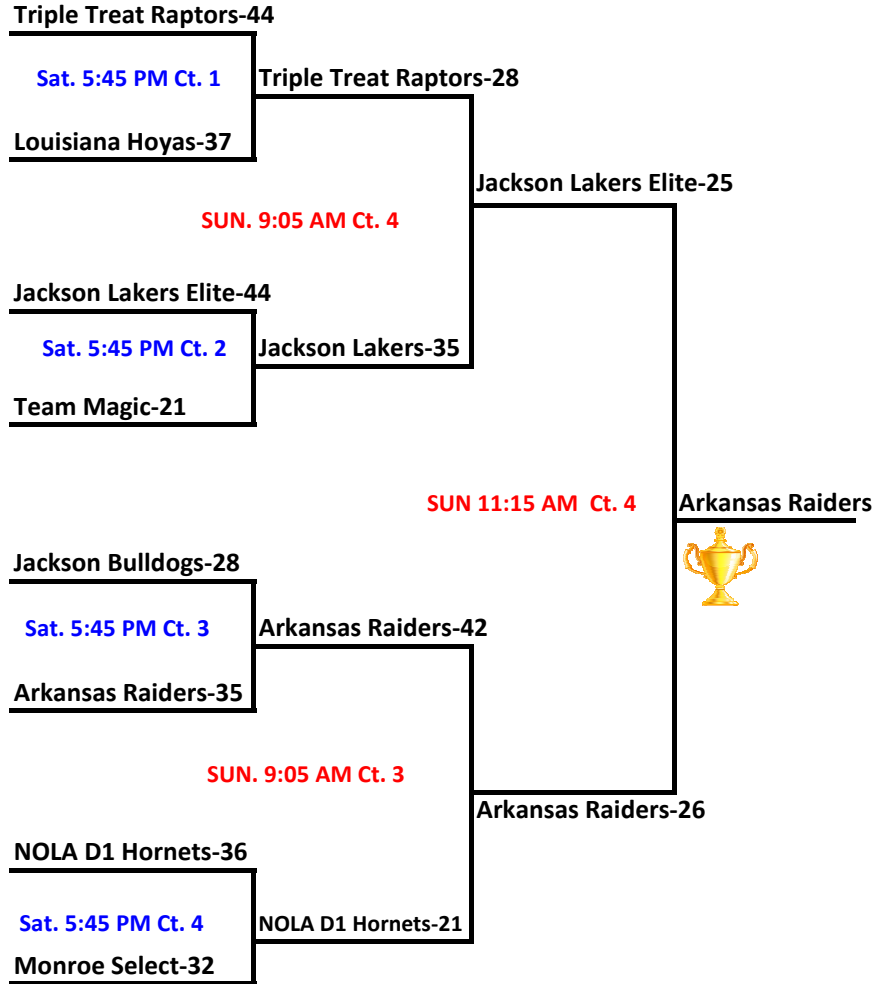 Triple Treat Raptors-44
Sat. 5:45 PM Ct. 1
Triple Treat Raptors-28
Louisiana Hoyas-37
Jackson Lakers Elite-25
SUN. 9:05 AM Ct. 4
Jackson Lakers Elite-44
Sat. 5:45 PM Ct. 2
Jackson Lakers-35
Team Magic-21
SUN 11:15 AM  Ct. 4
Arkansas Raiders
Jackson Bulldogs-28
Sat. 5:45 PM Ct. 3
Arkansas Raiders-42
Arkansas Raiders-35
SUN. 9:05 AM Ct. 3
Arkansas Raiders-26
NOLA D1 Hornets-36
Sat. 5:45 PM Ct. 4
NOLA D1 Hornets-21
Monroe Select-32